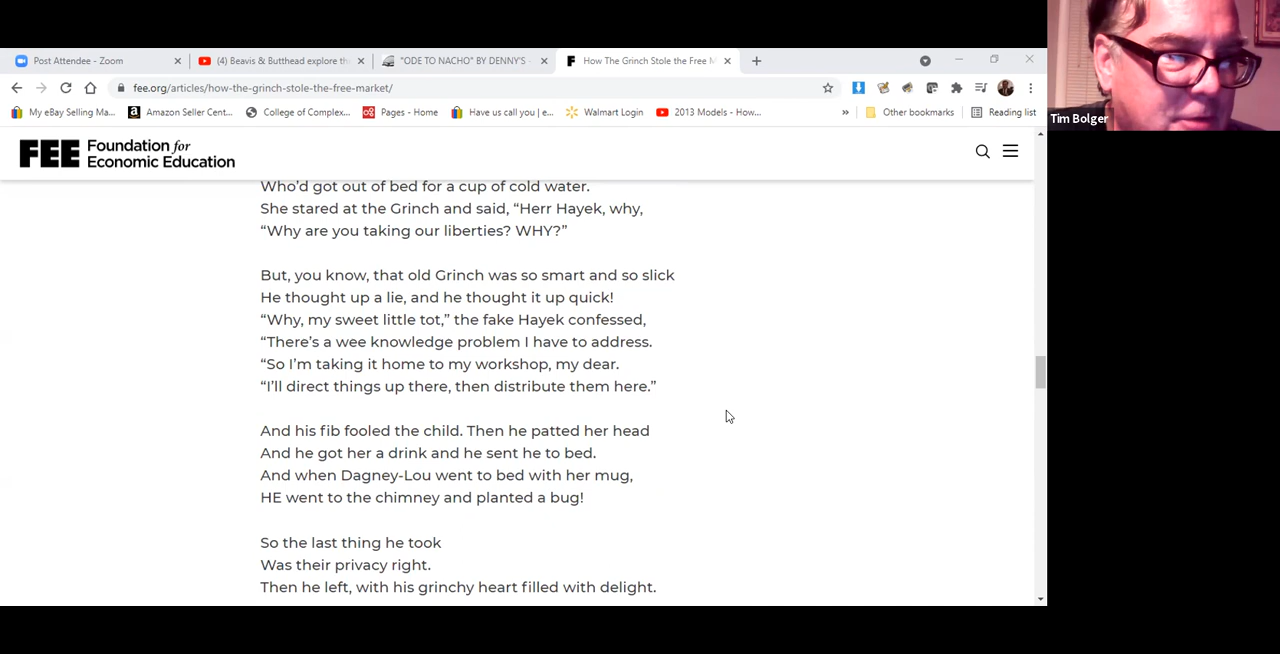 Post Attendee - Zoom
(4) Beavis & Butthead explore th
"ODE TO NACHO" BY DENNY'S -
How The Grinch Stole the Free M
fee.org/articles/how-the-grinch-stole-the-free-market/
My eBay Selling Ma...
Amazon Seller Cent...
College of Complex...
Pages - Home
Have us call you | e...
Walmart Login
2013 Models - How...
»
Other bookmarks
Reading list
Tim Bolger
FEE Foundation for
Economic Education
Who'd got out of bed for a cup of cold water.
She stared at the Grinch and said, “Herr Hayek, why,
“Why are you taking our liberties? WHY?”
But, you know, that old Grinch was so smart and so slick
He thought up a lie, and he thought it up quick!
“Why, my sweet little tot,” the fake Hayek confessed,
“There’s a wee knowledge problem I have to address.
“So I’m taking it home to my workshop, my dear.
“I’ll direct things up there, then distribute them here.”
And his fib fooled the child. Then he patted her head
And he got her a drink and he sent he to bed.
And when Dagney-Lou went to bed with her mug,
HE went to the chimney and planted a bug!
So the last thing he took
Was their privacy right.
Then he left, with his grinchy heart filled with delight.